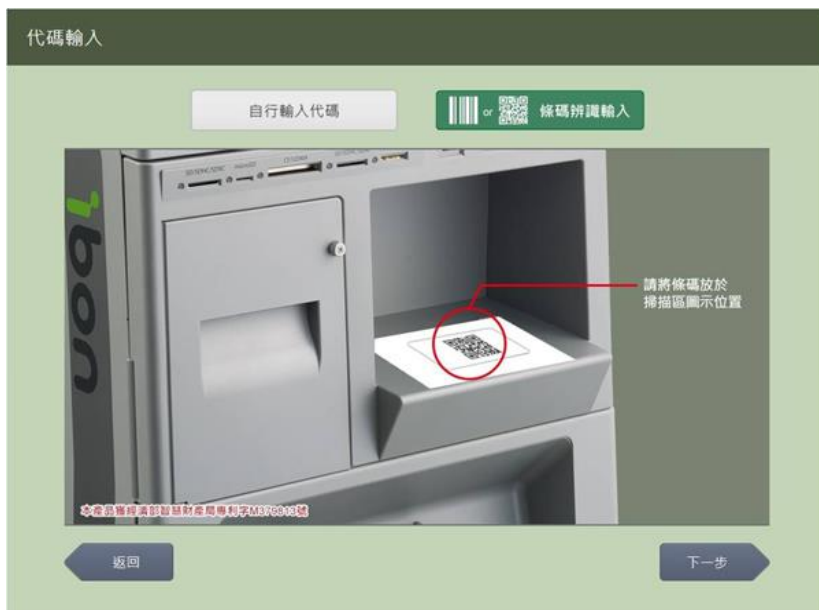 代碼輸入
自行輸入代碼
or 條碼辨識輸入
ibon
請將條碼放於
掃描區圖示位置
本產品獲經濟部智慧財產局專利字M379813號
返回
下一步